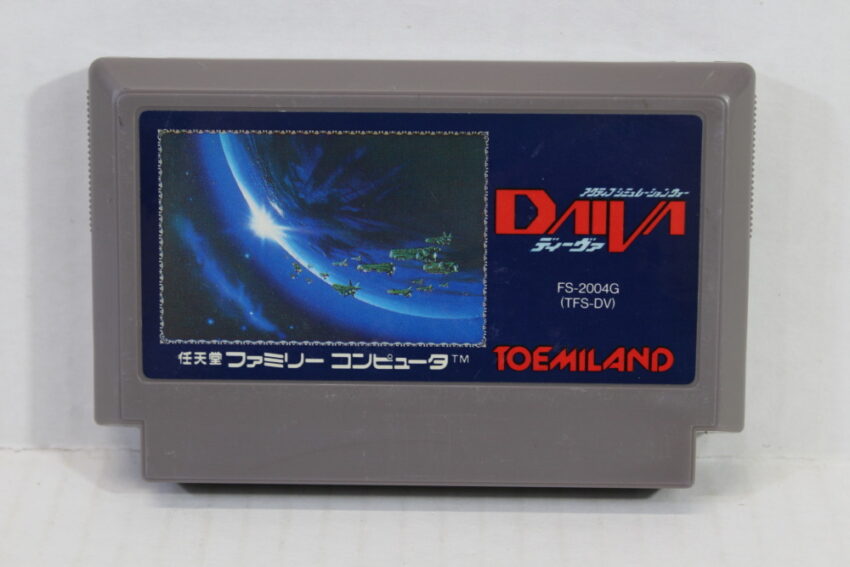 アクティブ シミュレーションウォー
DAIVA
ディーヴァ
FS-2004G
(TFS-DV)
任天堂 ファミリー コンピュータ™
TOEMILAND